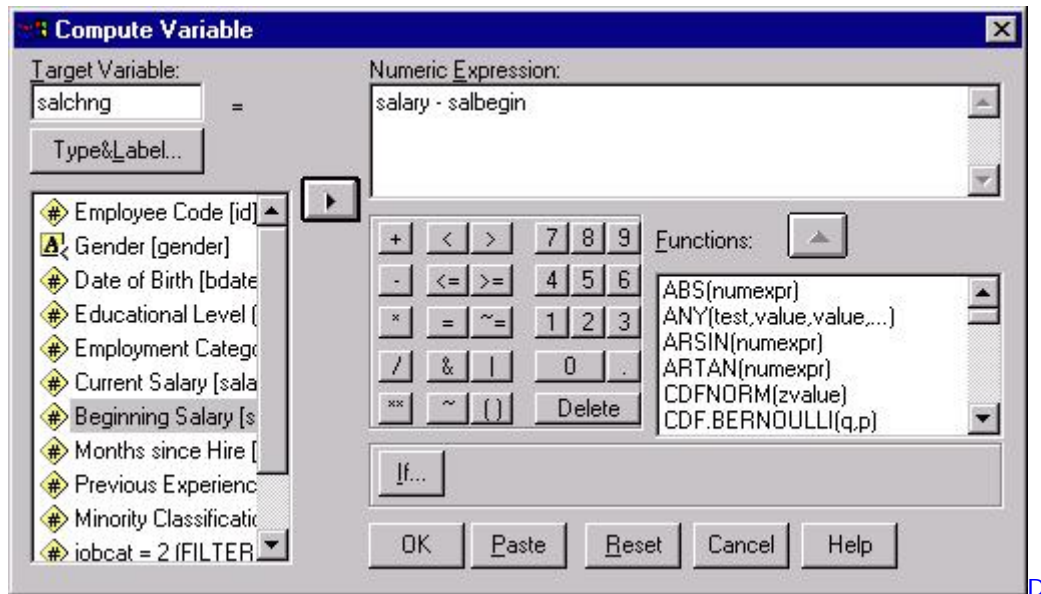 Compute Variable
Target Variable:
salchng
=
Type&Label...
Numeric Expression:
salary - salbegin
Employee Code [id]
Gender [gender]
Date of Birth [bdate
Educational Level (
Employment Catego
Current Salary [sala
Beginning Salary [s
Months since Hire [
Previous Experienc
Minority Classificatio
jobcat = 2 (FILTER
+ < > 7 8 9
- <= >= 4 5 6
* = ~= 1 2 3
/ & | 0 .
** ~ () Delete
Functions:
ABS(numexpr)
ANY(test,value,value,...)
ARSIN(numexpr)
ARTAN(numexpr)
CDFNORM(zvalue)
CDF.BERNOULLI(q,p)
If...
OK Paste Reset Cancel Help